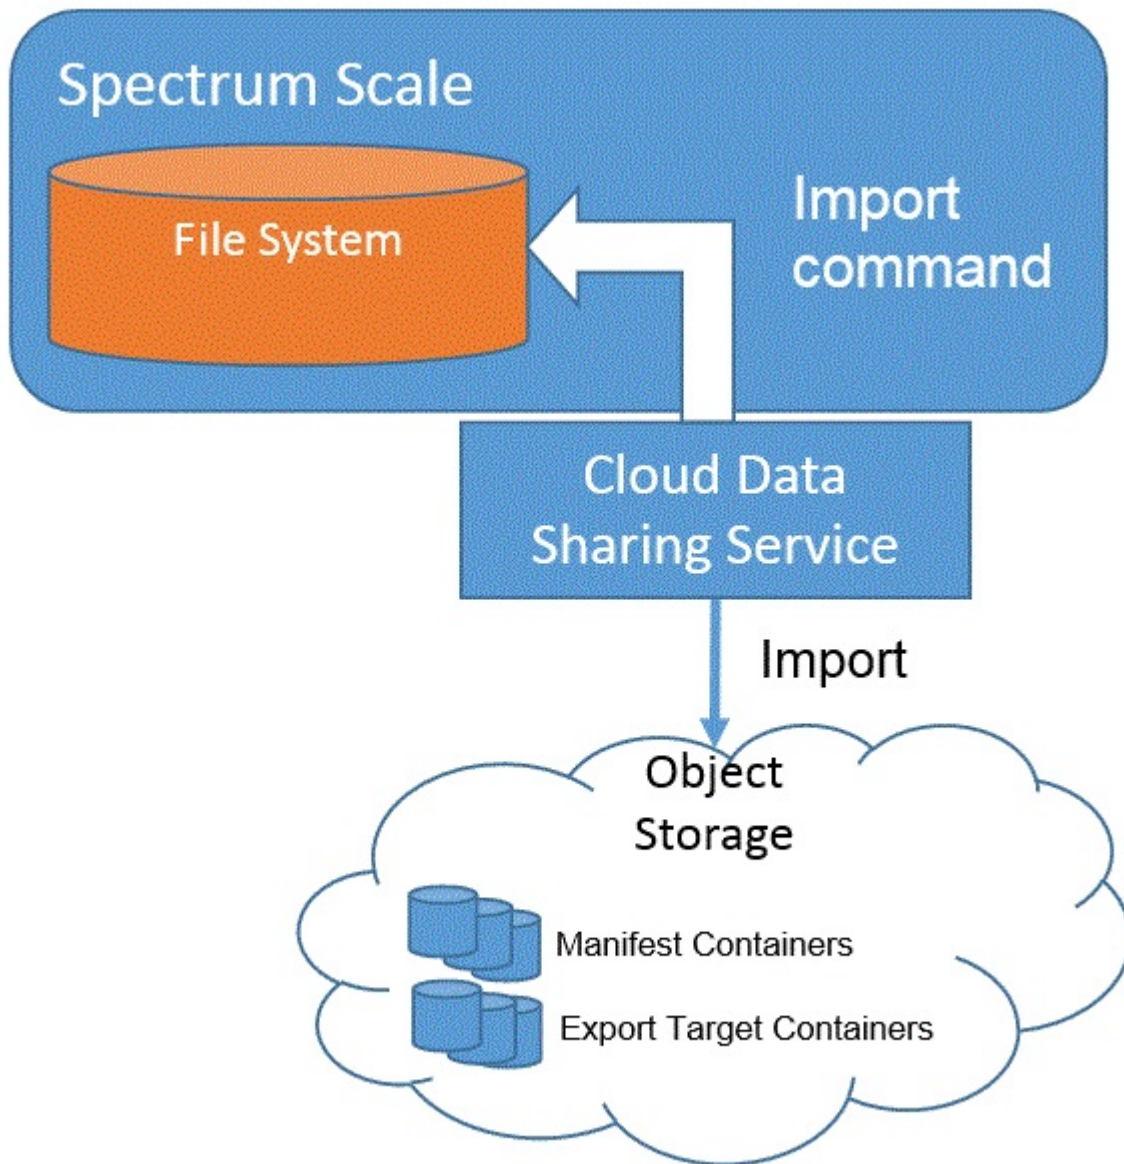 Spectrum Scale
File System
Import
command
Cloud Data
Sharing Service
Import
Object
Storage
Manifest Containers
Export Target Containers